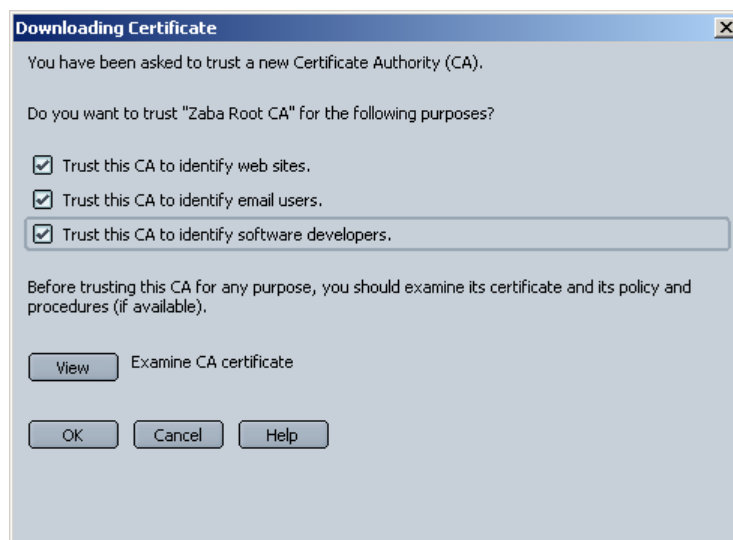 Downloading Certificate
You have been asked to trust a new Certificate Authority (CA).
Do you want to trust "Zaba Root CA" for the following purposes?
Trust this CA to identify web sites.
Trust this CA to identify email users.
Trust this CA to identify software developers.
Before trusting this CA for any purpose, you should examine its certificate and its policy and
procedures (if available).
View Examine CA certificate
OK Cancel Help